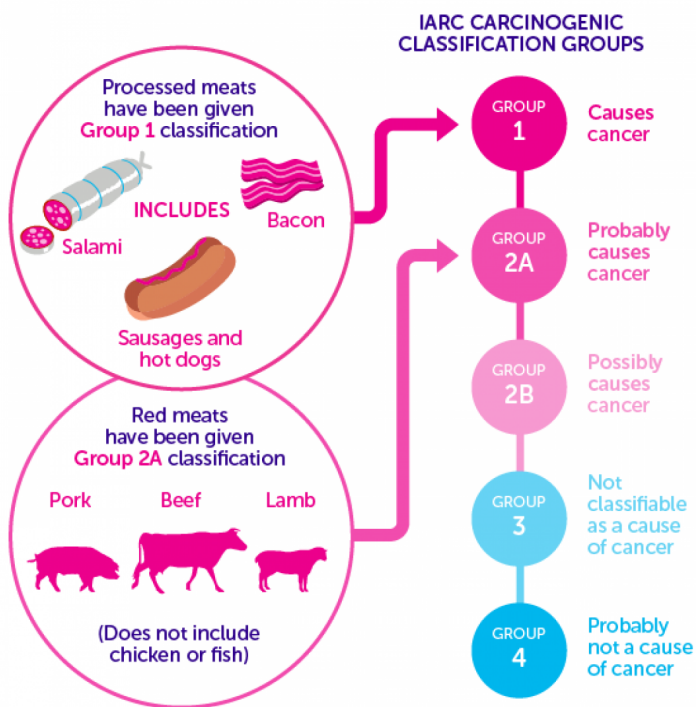 IARC CARCINOGENIC
CLASSIFICATION GROUPS
Processed meats
have been given
Group 1 classification
INCLUDES
Salami
Bacon
Sausages and
hot dogs
Red meats
have been given
Group 2A classification
Pork
Beef
Lamb
(Does not include
chicken or fish)
GROUP
1
Causes
cancer
GROUP
2A
Probably
causes
cancer
GROUP
2B
Possibly
causes
cancer
GROUP
3
Not
classifiable
as a cause
of cancer
GROUP
4
Probably
not a cause
of cancer